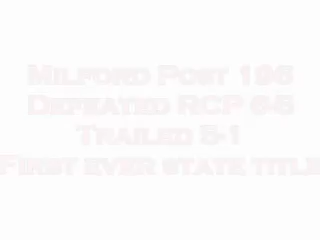 Milford Post 196
Defeated RCP 6-5
Trailed 5-1
First ever state title